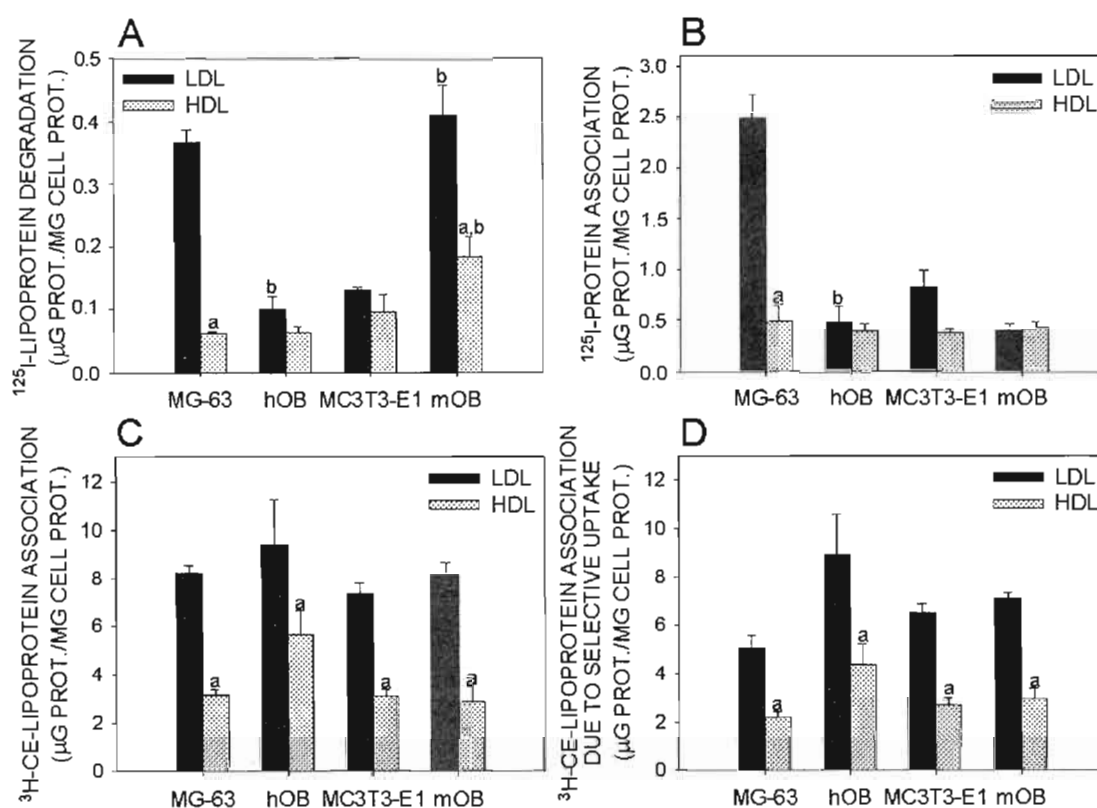 A
¹²⁵I-LIPOPROTEIN DEGRADATION
(µG PROT./MG CELL PROT.)
0.5
0.4
0.3
0.2
0.1
0.0
LDL
HDL
a
b
b
a,b
MG-63 hOB MC3T3-E1 mOB
B
¹²⁵I-PROTEIN ASSOCIATION
(µG PROT./MG CELL PROT.)
3.0
2.5
2.0
1.5
1.0
0.5
0.0
LDL
HDL
a
b
MG-63 hOB MC3T3-E1 mOB
C
³H-CE-LIPOPROTEIN ASSOCIATION
(µG PROT./MG CELL PROT.)
12
10
8
6
4
2
0
LDL
HDL
a
a
a
a
MG-63 hOB MC3T3-E1 mOB
D
³H-CE-LIPOPROTEIN ASSOCIATION
DUE TO SELECTIVE UPTAKE
(µG PROT./MG CELL PROT.)
12
10
8
6
4
2
0
LDL
HDL
a
a
a
a
MG-63 hOB MC3T3-E1 mOB